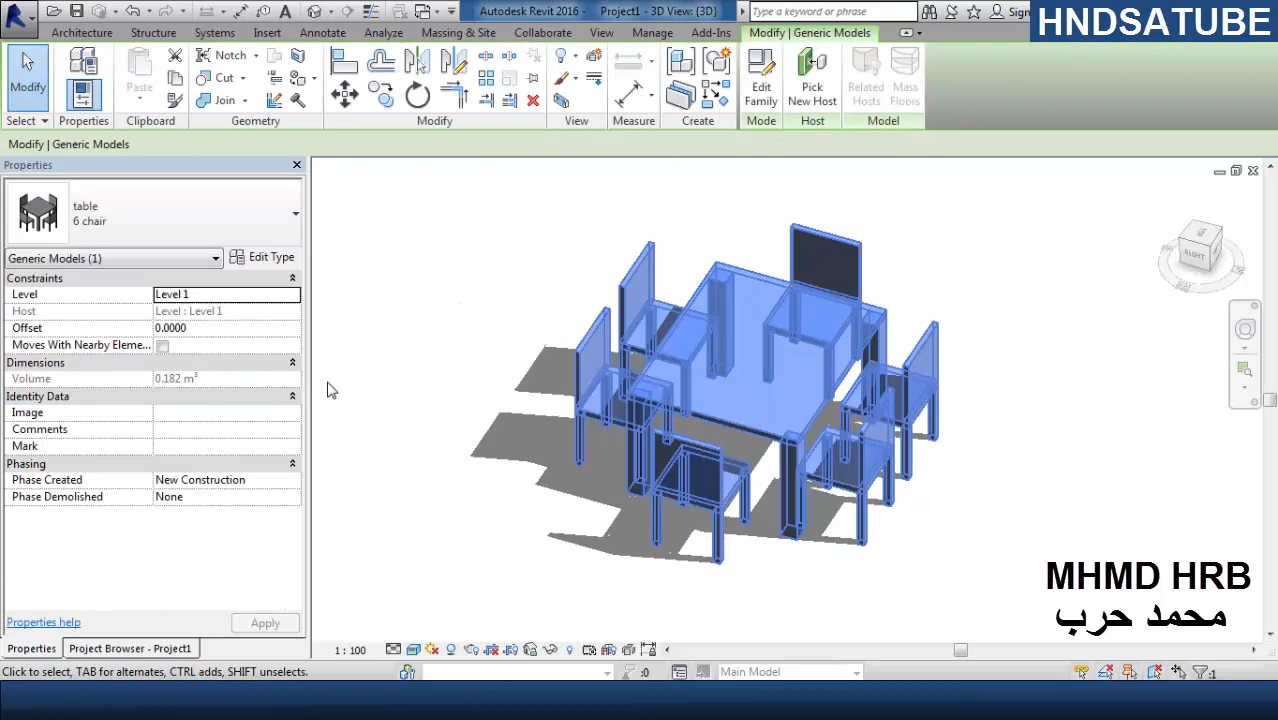 Autodesk Revit 2016 - Project1 - 3D View: {3D}
Type a keyword or phrase
Sign
HNDSATUBE
Architecture Structure Systems Insert Annotate Analyze Massing & Site Collaborate View Manage Add-Ins Modify | Generic Models
Modify
Paste
Notch
Cut
Join
Edit Family
Pick New Host
Related Hosts
Mass Floors
Select Properties Clipboard Geometry Modify View Measure Create Mode Host Model
Modify | Generic Models
Properties
table
6 chair
Generic Models (1)
Edit Type
Constraints
Level Level 1
Host Level : Level 1
Offset 0.0000
Moves With Nearby Eleme...
Dimensions
Volume 0.182 m³
Identity Data
Image
Comments
Mark
Phasing
Phase Created New Construction
Phase Demolished None
RIGHT
MHMD HRB
محمد حرب
Properties help
Apply
Properties
Project Browser - Project1
1 : 100
Click to select, TAB for alternates, CTRL adds, SHIFT unselects.
:0
Main Model
:1